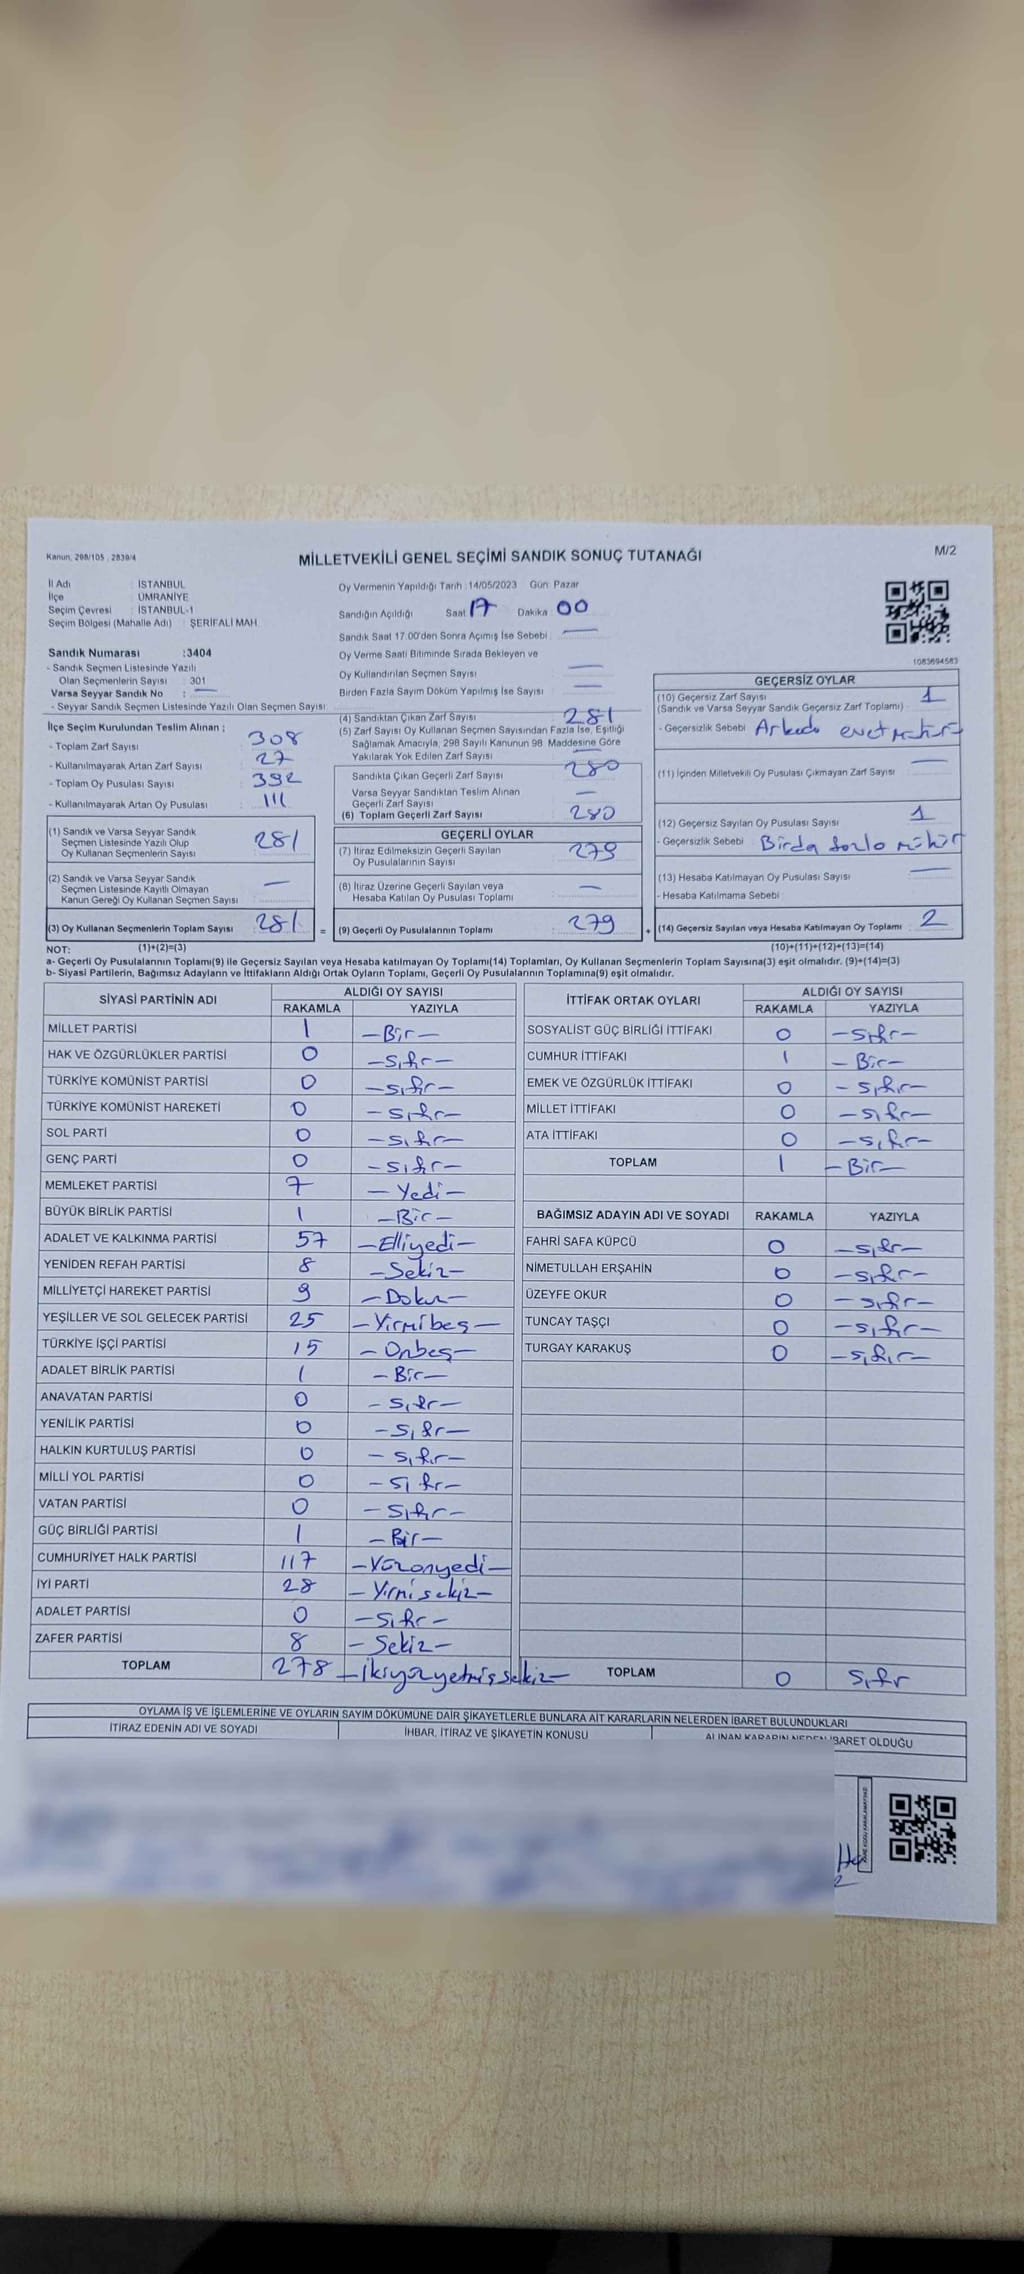 Kanun, 298/105 , 2839/4
MİLLETVEKİLİ GENEL SEÇİMİ SANDIK SONUÇ TUTANAĞI
M/2
İl Adı : İSTANBUL
İlçe : ÜMRANİYE
Seçim Çevresi : İSTANBUL-1
Seçim Bölgesi (Mahalle Adı) : ŞERİFALİ MAH.
Sandık Numarası :3404
- Sandık Seçmen Listesinde Yazılı
Olan Seçmenlerin Sayısı : 301
Varsa Seyyar Sandık No : —
- Seyyar Sandık Seçmen Listesinde Yazılı Olan Seçmen Sayısı :
Oy Vermenin Yapıldığı Tarih :14/05/2023 Gün: Pazar
Sandığın Açıldığı Saat 17 Dakika 00
Sandık Saat 17.00'den Sonra Açımış İse Sebebi : —
Oy Verme Saati Bitiminde Sırada Bekleyen ve
Oy Kullandırılan Seçmen Sayısı : —
Birden Fazla Sayım Döküm Yapılmış İse Sayısı : —
1083694583
İlçe Seçim Kurulundan Teslim Alınan ;
- Toplam Zarf Sayısı : 308
- Kullanılmayarak Artan Zarf Sayısı : 27
- Toplam Oy Pusulası Sayısı : 392
- Kullanılmayarak Artan Oy Pusulası : 111
(1) Sandık ve Varsa Seyyar Sandık
Seçmen Listesinde Yazılı Olup
Oy Kullanan Seçmenlerin Sayısı : 281
(2) Sandık ve Varsa Seyyar Sandık
Seçmen Listesinde Kayıtlı Olmayan
Kanun Gereği Oy Kullanan Seçmen Sayısı : —
(3) Oy Kullanan Seçmenlerin Toplam Sayısı : 281 =
(4) Sandıktan Çıkan Zarf Sayısı : 281
(5) Zarf Sayısı Oy Kullanan Seçmen Sayısından Fazla İse, Eşitliği
Sağlamak Amacıyla, 298 Sayılı Kanunun 98. Maddesine Göre
Yakılarak Yok Edilen Zarf Sayısı : —
Sandıkla Çıkan Geçerli Zarf Sayısı : 280
Varsa Seyyar Sandıktan Teslim Alınan
Geçerli Zarf Sayısı : —
(6) Toplam Geçerli Zarf Sayısı : 280
GEÇERLİ OYLAR
(7) İtiraz Edilmeksizin Geçerli Sayılan
Oy Pusulalarının Sayısı : 279
(8) İtiraz Üzerine Geçerli Sayılan veya
Hesaba Katılan Oy Pusulası Toplamı : —
(9) Geçerli Oy Pusulalarının Toplamı : 279 +
GEÇERSİZ OYLAR
(10) Geçersiz Zarf Sayısı
(Sandık ve Varsa Seyyar Sandık Geçersiz Zarf Toplamı) : 1
- Geçersizlik Sebebi : evet
(11) İçinden Milletvekili Oy Pusulası Çıkmayan Zarf Sayısı : —
(12) Geçersiz Sayılan Oy Pusulası Sayısı : 1
- Geçersizlik Sebebi : Birda fazla mühür
(13) Hesaba Katılmayan Oy Pusulası Sayısı : —
- Hesaba Katılmama Sebebi :
(14) Geçersiz Sayılan veya Hesaba Katılmayan Oy Toplamı : 2
NOT: (1)+(2)=(3) (10)+(11)+(12)+(13)=(14)
a- Geçerli Oy Pusulalarının Toplamı(9) ile Geçersiz Sayılan veya Hesaba katılmayan Oy Toplamı(14) Toplamları, Oy Kullanan Seçmenlerin Toplam Sayısına(3) eşit olmalıdır. (9)+(14)=(3)
b- Siyasi Partilerin, Bağımsız Adayların ve İttifakların Aldığı Ortak Oyların Toplamı, Geçerli Oy Pusulalarının Toplamına(9) eşit olmalıdır.
SİYASİ PARTİNİN ADI ALDIĞI OY SAYISI
RAKAMLA YAZIYLA
MİLLET PARTİSİ 1 –Bir–
HAK VE ÖZGÜRLÜKLER PARTİSİ 0 –Sıfır–
TÜRKİYE KOMÜNİST PARTİSİ 0 –Sıfır–
TÜRKİYE KOMÜNİST HAREKETİ 0 –Sıfır–
SOL PARTİ 0 –Sıfır–
GENÇ PARTİ 0 –Sıfır–
MEMLEKET PARTİSİ 7 –Yedi–
BÜYÜK BİRLİK PARTİSİ 1 –Bir–
ADALET VE KALKINMA PARTİSİ 57 –Elliyedi–
YENİDEN REFAH PARTİSİ 8 –Sekiz–
MİLLİYETÇİ HAREKET PARTİSİ 9 –Dokuz–
YEŞİLLER VE SOL GELECEK PARTİSİ 25 –Yirmibeş–
TÜRKİYE İŞÇİ PARTİSİ 15 –Onbeş–
ADALET BİRLİK PARTİSİ 1 –Bir–
ANAVATAN PARTİSİ 0 –Sıfır–
YENİLİK PARTİSİ 0 –Sıfır–
HALKIN KURTULUŞ PARTİSİ 0 –Sıfır–
MİLLİ YOL PARTİSİ 0 –Sıfır–
VATAN PARTİSİ 0 –Sıfır–
GÜÇ BİRLİĞİ PARTİSİ 1 –Bir–
CUMHURİYET HALK PARTİSİ 117 –Yüzonyedi–
İYİ PARTİ 28 –Yirmisekiz–
ADALET PARTİSİ 0 –Sıfır–
ZAFER PARTİSİ 8 –Sekiz–
TOPLAM 278 –İkiyüzyetmişsekiz–
İTTİFAK ORTAK OYLARI ALDIĞI OY SAYISI
RAKAMLA YAZIYLA
SOSYALİST GÜÇ BİRLİĞİ İTTİFAKI 0 –Sıfır–
CUMHUR İTTİFAKI 1 –Bir–
EMEK VE ÖZGÜRLÜK İTTİFAKI 0 –Sıfır–
MİLLET İTTİFAKI 0 –Sıfır–
ATA İTTİFAKI 0 –Sıfır–
TOPLAM 1 –Bir–
BAĞIMSIZ ADAYIN ADI VE SOYADI RAKAMLA YAZIYLA
FAHRİ SAFA KÜPCÜ 0 –Sıfır–
NİMETULLAH ERŞAHİN 0 –Sıfır–
ÜZEYFE OKUR 0 –Sıfır–
TUNCAY TAŞÇI 0 –Sıfır–
TURGAY KARAKUŞ 0 –Sıfır–
TOPLAM 0 Sıfır
OYLAMA İŞ VE İŞLEMLERİNE VE OYLARIN SAYIM DÖKÜMÜNE DAİR ŞİKAYETLERLE BUNLARA AİT KARARLARIN NELERDEN İBARET BULUNDUKLARI
İTİRAZ EDENİN ADI VE SOYADI İHBAR, İTİRAZ VE ŞİKAYETİN KONUSU ALINAN KARARIN NEDEN İBARET OLDUĞU